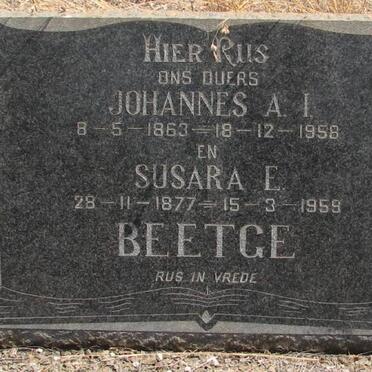 HIER RUS
ONS OUERS
JOHANNES A. I.
8-5-1863=18-12-1958
EN
SUSARA E.
28-11-1877=15-3-1959
BEETGE
RUS IN VREDE